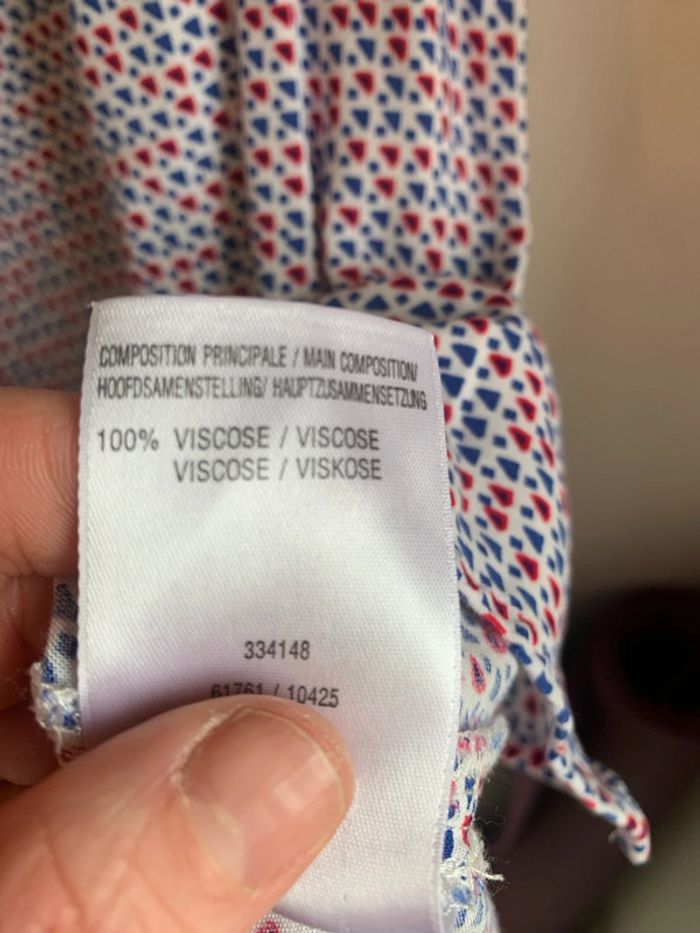 COMPOSITION PRINCIPALE / MAIN COMPOSITION/
HOOFDSAMENSTELLING/ HAUPTZUSAMMENSETZUNG
100% VISCOSE / VISCOSE
VISCOSE / VISKOSE
334148
61761 / 10425